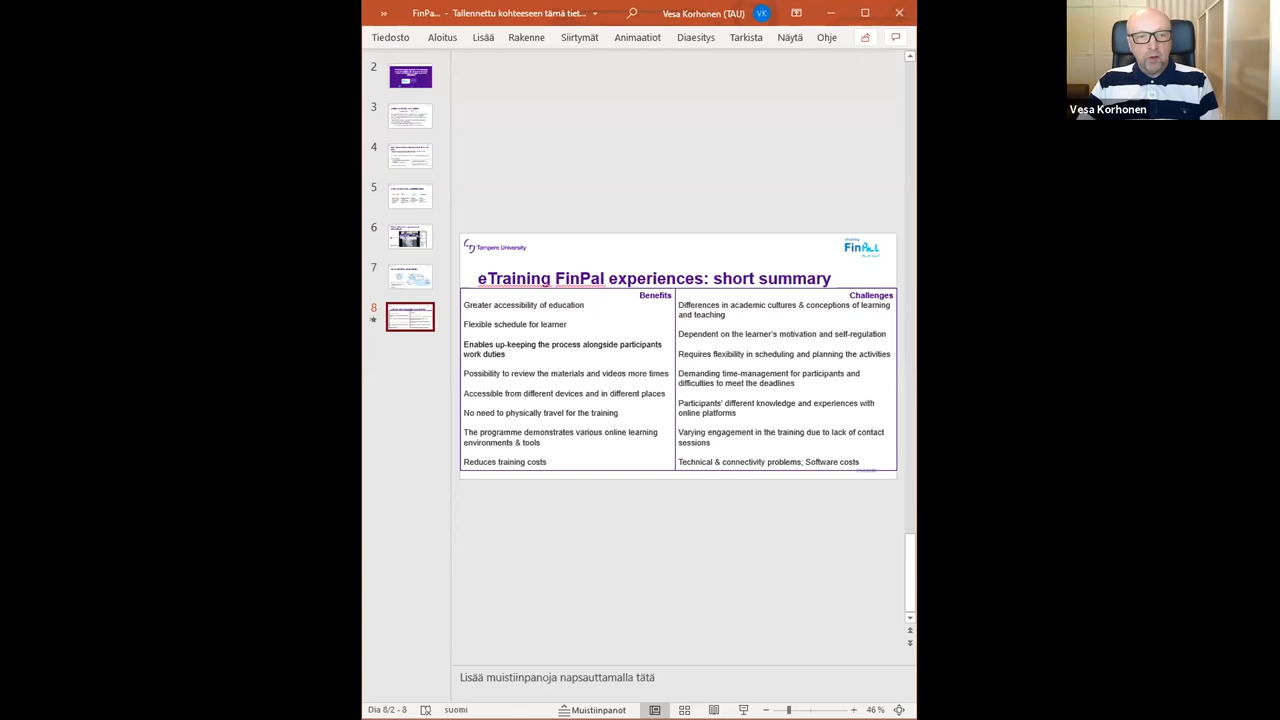 FinPa... – Tallennettu kohteeseen tämä tiet...
Vesa Korhonen (TAU)
VK
Tiedosto Aloitus Lisää Rakenne Siirtymät Animaatiot Diaesitys Tarkista Näytä Ohje
Vesa Korhonen
2
3
4
5
6
7
8
Tampere University
FinPal
eTraining FinPal experiences: short summary
Benefits
Greater accessibility of education
Flexible schedule for learner
Enables up-keeping the process alongside participants
work duties
Possibility to review the materials and videos more times
Accessible from different devices and in different places
No need to physically travel for the training
The programme demonstrates various online learning
environments & tools
Reduces training costs
Challenges
Differences in academic cultures & conceptions of learning
and teaching
Dependent on the learner's motivation and self-regulation
Requires flexibility in scheduling and planning the activities
Demanding time-management for participants and
difficulties to meet the deadlines
Participants' different knowledge and experiences with
online platforms
Varying engagement in the training due to lack of contact
sessions
Technical & connectivity problems; Software costs
Lisää muistiinpanoja napsauttamalla tätä
Dia 8/2 - 8 suomi Muistiinpanot 46 %